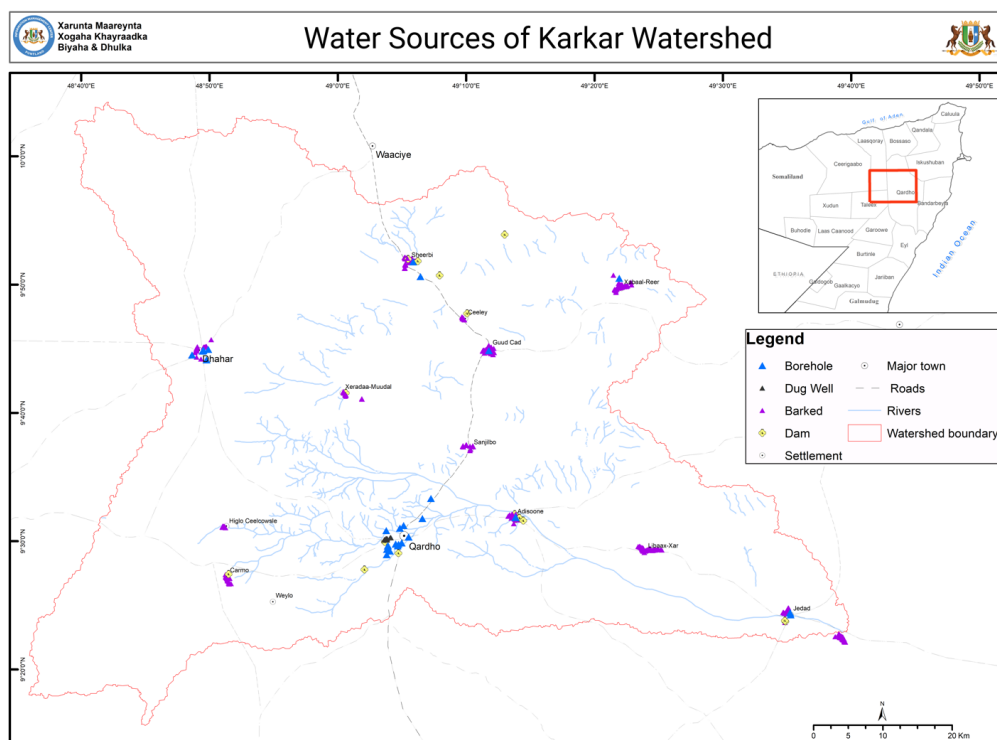 Xarunta Maareynta
Xogaha Khayraadka
Biyaha & Dhulka
Water Sources of Karkar Watershed
48°40'0"E
48°50'0"E
49°0'0"E
49°10'0"E
49°20'0"E
49°30'0"E
49°40'0"E
49°50'0"E
10°0'0"N
9°50'0"N
9°40'0"N
9°30'0"N
9°20'0"N
Waaciye
Sheerbi
Xabaal-Reer
Ceeley
Guud Cad
Dhahar
Xeradaa-Muudal
Sanjilbo
Adisoone
Higlo Ceelcowsle
Qardho
Libaax-Xar
Carmo
Weylo
Jedad
Gulf of Aden
Caluula
Qandala
Laasqoray
Bossaso
Ceerigaabo
Iskushuban
Somaliland
Qardho
Xudun
Taleex
Bandarbeyla
Buhodle
Laas Caanood
Garoowe
Eyl
Burtinle
ETHIOPIA
Galdogob
Jariban
Gaalkacyo
Galmudug
Indian Ocean
Legend
Borehole
Dug Well
Barked
Dam
Settlement
Major town
Roads
Rivers
Watershed boundary
N
0 5 10 20 Km